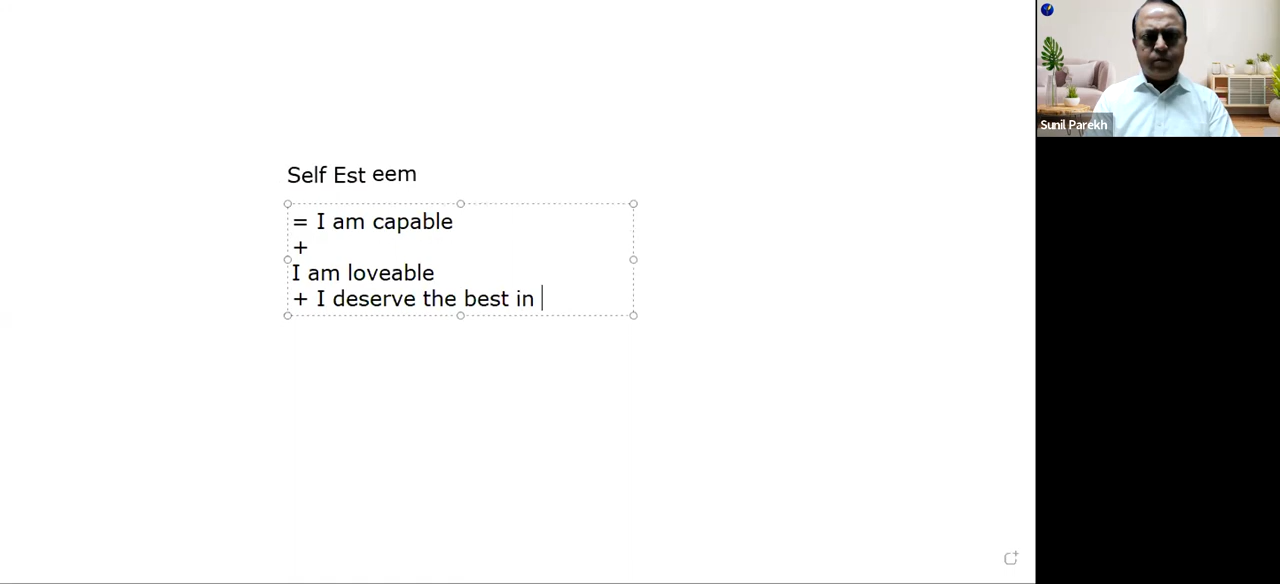 Self Est eem
= I am capable
+
I am loveable
+ I deserve the best in
Sunil Parekh